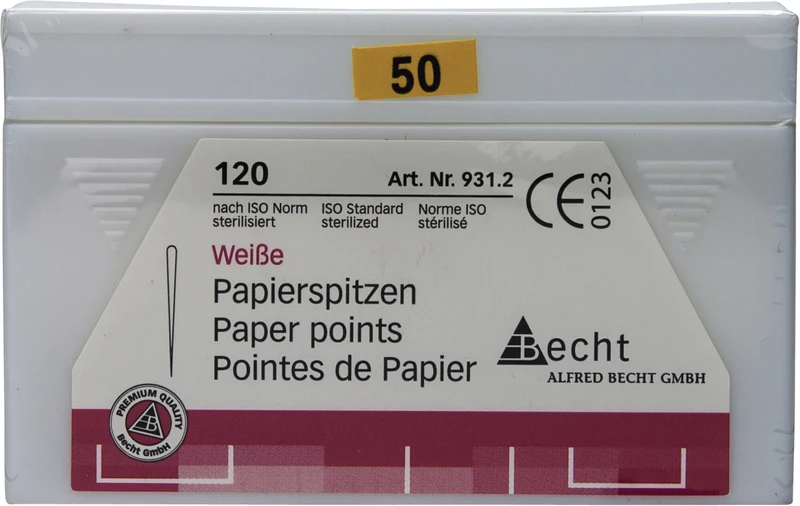 50
120 Art. Nr. 931.2
nach ISO Norm ISO Standard Norme ISO
sterilisiert sterilized stérilisé
CE 0123
Weiße
Papierspitzen
Paper points
Pointes de Papier
Becht
ALFRED BECHT GMBH
PREMIUM QUALITY
Becht GmbH